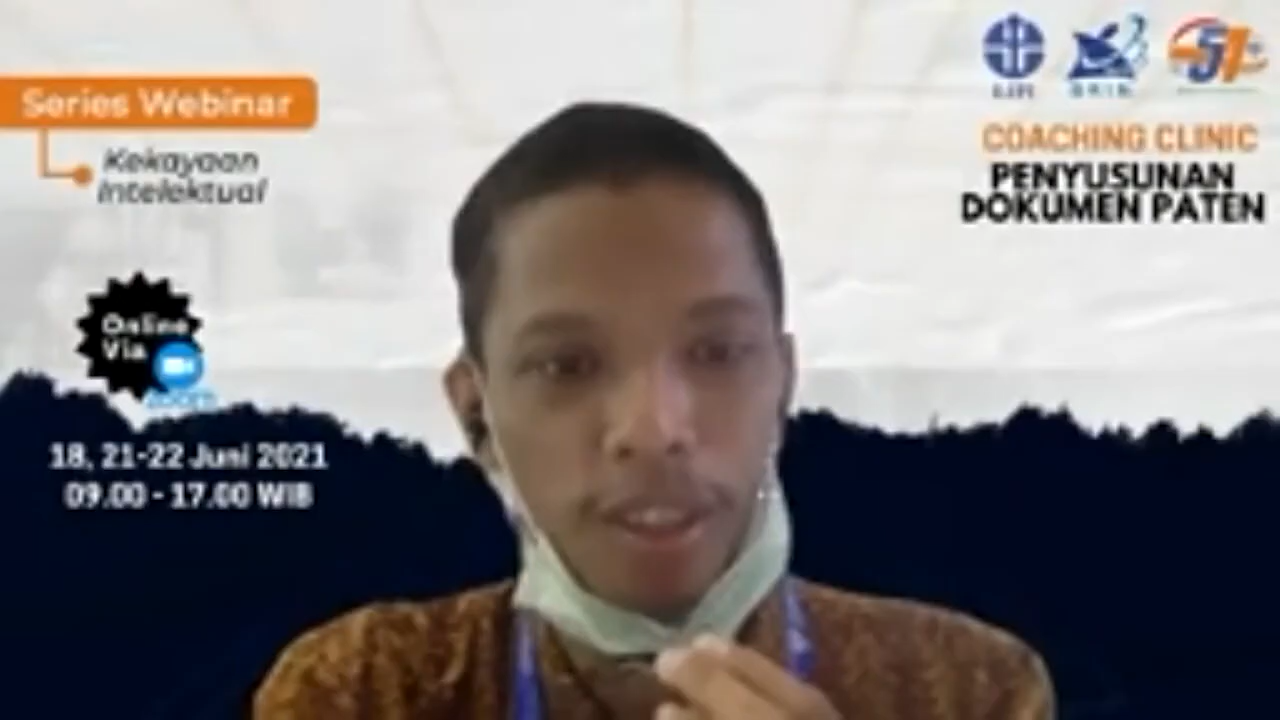 Series Webinar
Kekayaan
Intelektual
LIPI
BRIN
COACHING CLINIC
PENYUSUNAN
DOKUMEN PATEN
Online
Via
zoom
18, 21-22 Juni 2021
09.00 - 17.00 WIB